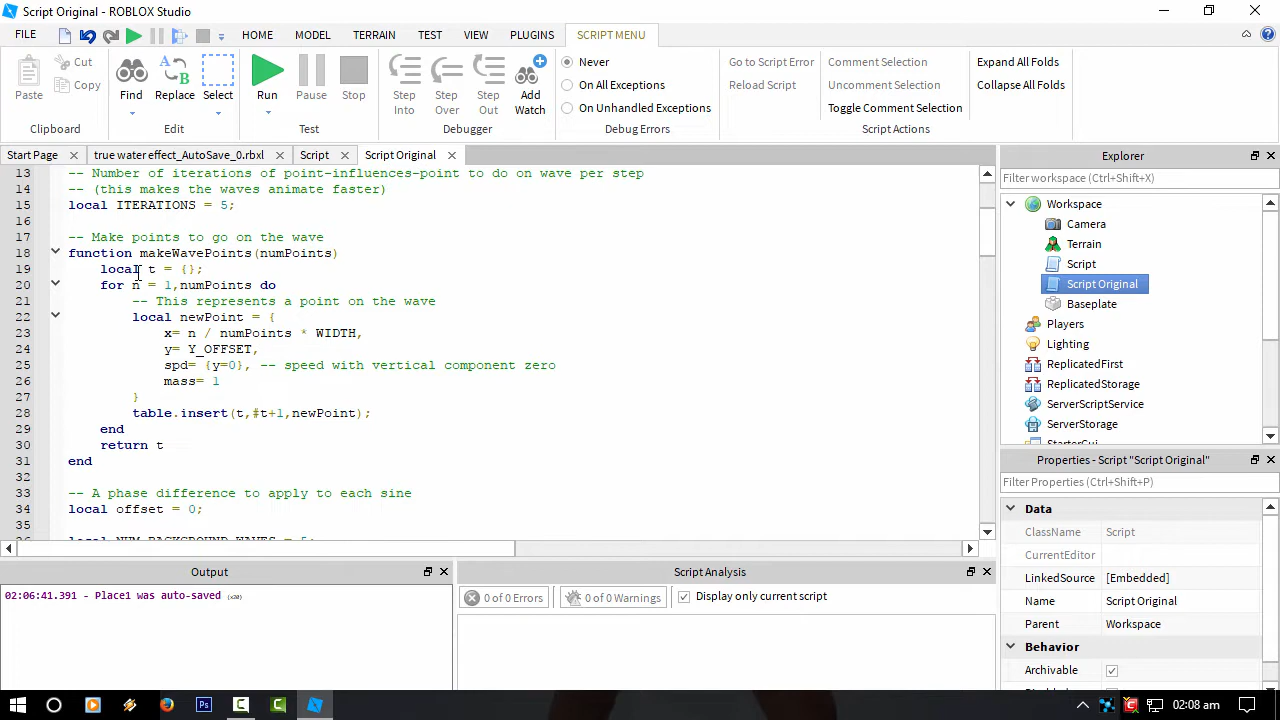 Script Original - ROBLOX Studio
FILE
HOME
MODEL
TERRAIN
TEST
VIEW
PLUGINS
SCRIPT MENU
Paste
Cut
Copy
Clipboard
Find
Replace
Select
Edit
Run
Pause
Stop
Test
Step Into
Step Over
Step Out
Add Watch
Debugger
Never
On All Exceptions
On Unhandled Exceptions
Debug Errors
Go to Script Error
Reload Script
Comment Selection
Uncomment Selection
Toggle Comment Selection
Expand All Folds
Collapse All Folds
Script Actions
Start Page
true water effect_AutoSave_0.rbxl
Script
Script Original
13 -- Number of iterations of point-influences-point to do on wave per step
14 -- (this makes the waves animate faster)
15 local ITERATIONS = 5;
16
17 -- Make points to go on the wave
18 function makeWavePoints(numPoints)
19 local t = {};
20 for n = 1,numPoints do
21 -- This represents a point on the wave
22 local newPoint = {
23 x= n / numPoints * WIDTH,
24 y= Y_OFFSET,
25 spd= {y=0}, -- speed with vertical component zero
26 mass= 1
27 }
28 table.insert(t,#t+1,newPoint);
29 end
30 return t
31 end
32
33 -- A phase difference to apply to each sine
34 local offset = 0;
35
36 local NUM_BACKGROUND_WAVES = 5;
Explorer
Filter workspace (Ctrl+Shift+X)
Workspace
Camera
Terrain
Script
Script Original
Baseplate
Players
Lighting
ReplicatedFirst
ReplicatedStorage
ServerScriptService
ServerStorage
StarterGui
Properties - Script "Script Original"
Filter Properties (Ctrl+Shift+P)
Data
ClassName Script
CurrentEditor
LinkedSource [Embedded]
Name Script Original
Parent Workspace
Behavior
Archivable
Output
02:06:41.391 - Place1 was auto-saved (x20)
Script Analysis
0 of 0 Errors
0 of 0 Warnings
Display only current script
Ps
02:08 am